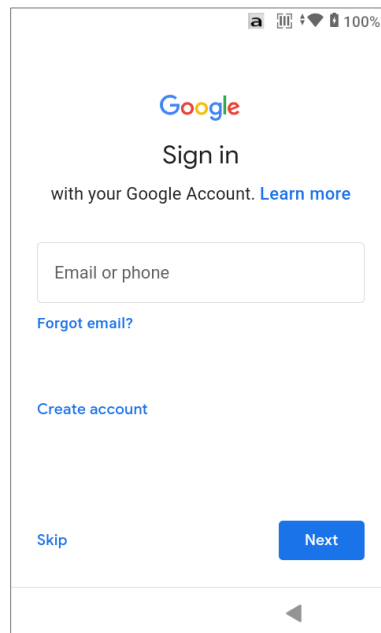 a 100%
Google
Sign in
with your Google Account. Learn more
Email or phone
Forgot email?
Create account
Skip Next